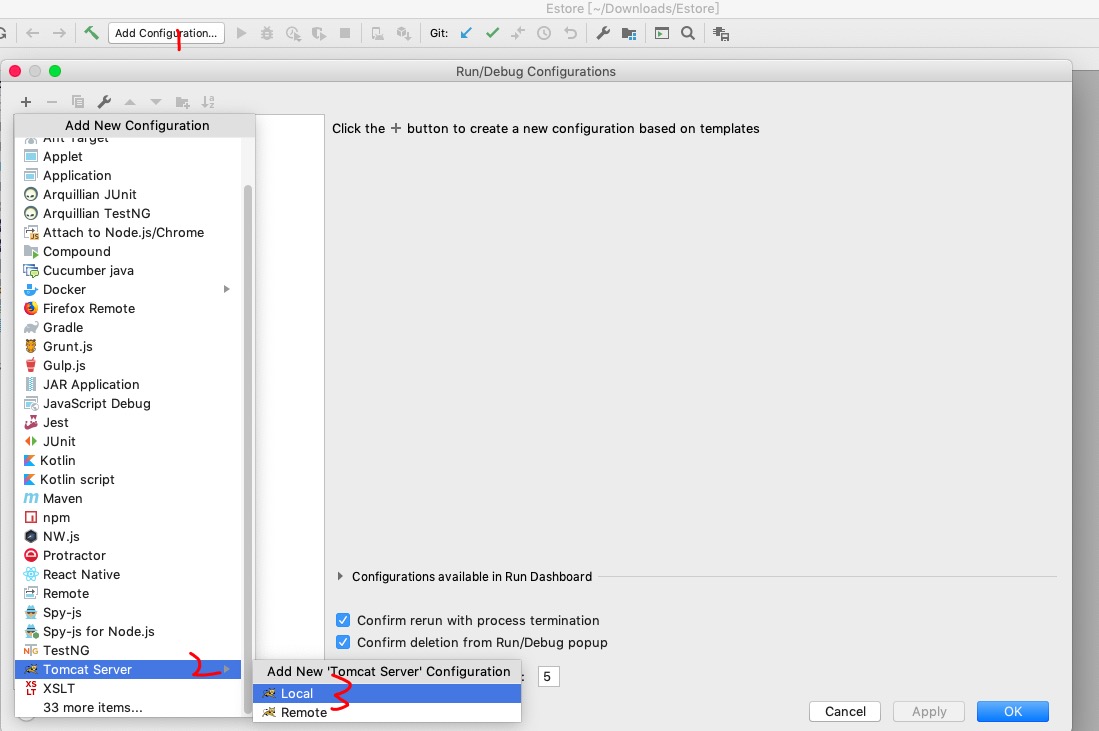 Estore [~/Downloads/Estore]
Add Configuration...
Git:
Run/Debug Configurations
Add New Configuration
Ant Target
Applet
Application
Arquillian JUnit
Arquillian TestNG
Attach to Node.js/Chrome
Compound
Cucumber java
Docker
Firefox Remote
Gradle
Grunt.js
Gulp.js
JAR Application
JavaScript Debug
Jest
JUnit
Kotlin
Kotlin script
Maven
npm
NW.js
Protractor
React Native
Remote
Spy-js
Spy-js for Node.js
TestNG
Tomcat Server 2
XSLT
33 more items...
Add New 'Tomcat Server' Configuration
Local 3
Remote
Click the + button to create a new configuration based on templates
Configurations available in Run Dashboard
Confirm rerun with process termination
Confirm deletion from Run/Debug popup
: 5
Cancel
Apply
OK